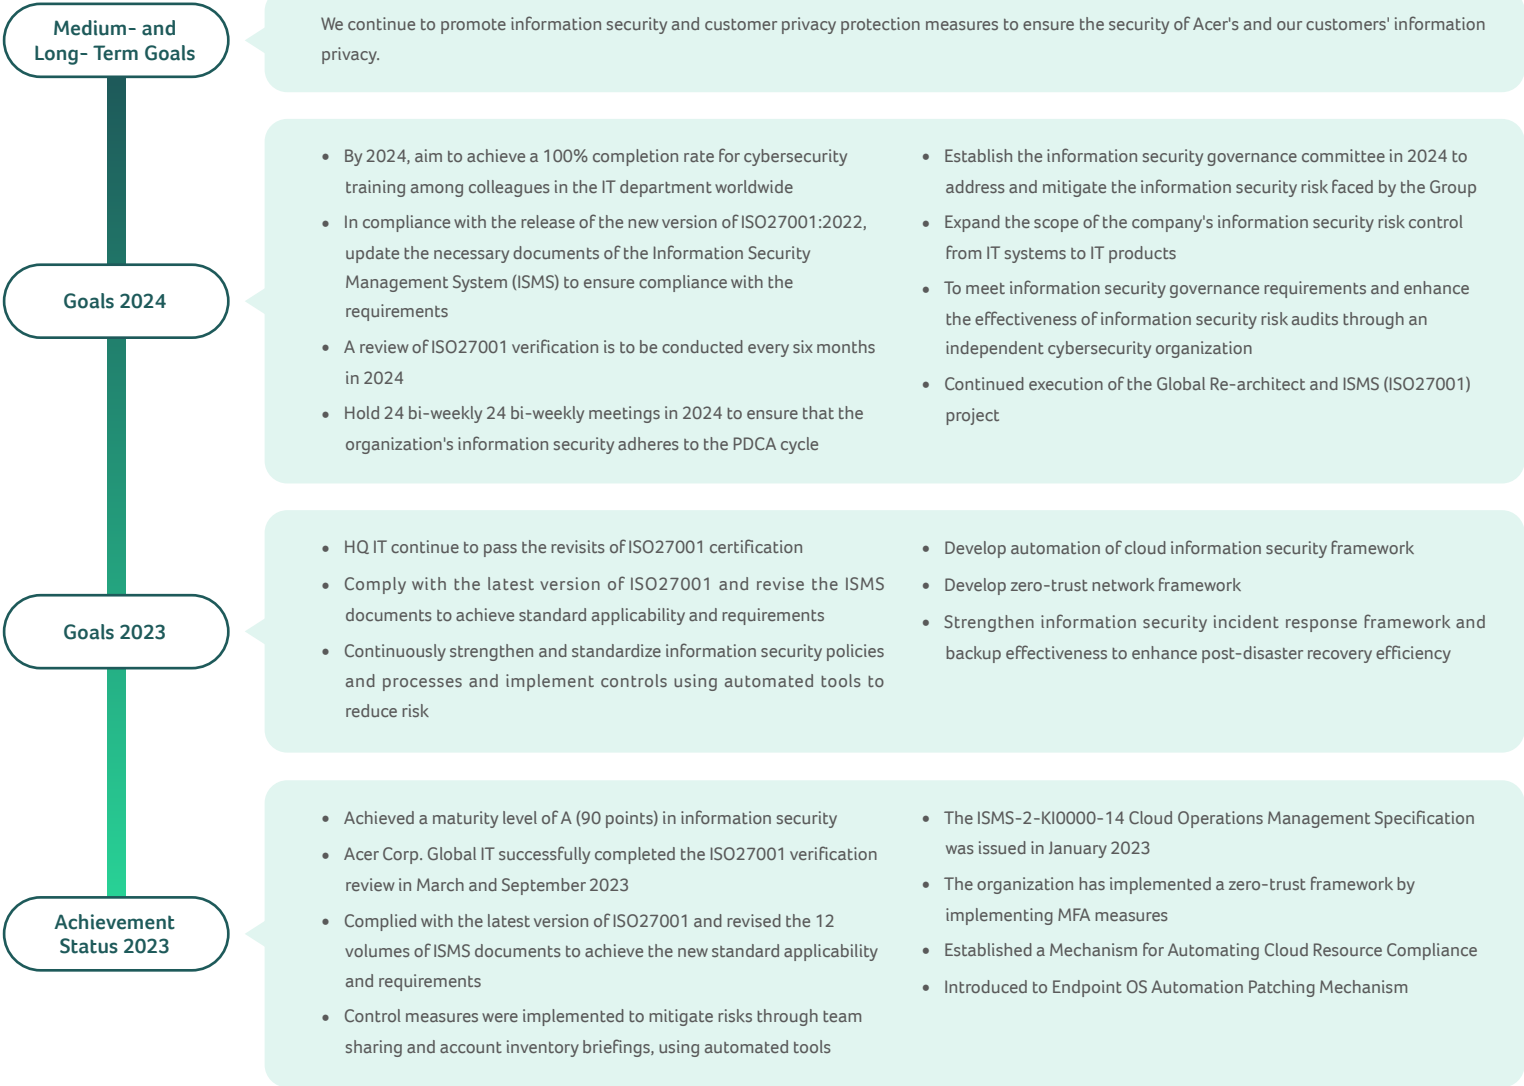 Medium- and
Long- Term Goals
We continue to promote information security and customer privacy protection measures to ensure the security of Acer's and our customers' information
privacy.
Goals 2024
• By 2024, aim to achieve a 100% completion rate for cybersecurity
training among colleagues in the IT department worldwide
• In compliance with the release of the new version of ISO27001:2022,
update the necessary documents of the Information Security
Management System (ISMS) to ensure compliance with the
requirements
• A review of ISO27001 verification is to be conducted every six months
in 2024
• Hold 24 bi-weekly 24 bi-weekly meetings in 2024 to ensure that the
organization's information security adheres to the PDCA cycle
• Establish the information security governance committee in 2024 to
address and mitigate the information security risk faced by the Group
• Expand the scope of the company's information security risk control
from IT systems to IT products
• To meet information security governance requirements and enhance
the effectiveness of information security risk audits through an
independent cybersecurity organization
• Continued execution of the Global Re-architect and ISMS (ISO27001)
project
Goals 2023
• HQ IT continue to pass the revisits of ISO27001 certification
• Comply with the latest version of ISO27001 and revise the ISMS
documents to achieve standard applicability and requirements
• Continuously strengthen and standardize information security policies
and processes and implement controls using automated tools to
reduce risk
• Develop automation of cloud information security framework
• Develop zero-trust network framework
• Strengthen information security incident response framework and
backup effectiveness to enhance post-disaster recovery efficiency
Achievement
Status 2023
• Achieved a maturity level of A (90 points) in information security
• Acer Corp. Global IT successfully completed the ISO27001 verification
review in March and September 2023
• Complied with the latest version of ISO27001 and revised the 12
volumes of ISMS documents to achieve the new standard applicability
and requirements
• Control measures were implemented to mitigate risks through team
sharing and account inventory briefings, using automated tools
• The ISMS-2-KI0000-14 Cloud Operations Management Specification
was issued in January 2023
• The organization has implemented a zero-trust framework by
implementing MFA measures
• Established a Mechanism for Automating Cloud Resource Compliance
• Introduced to Endpoint OS Automation Patching Mechanism